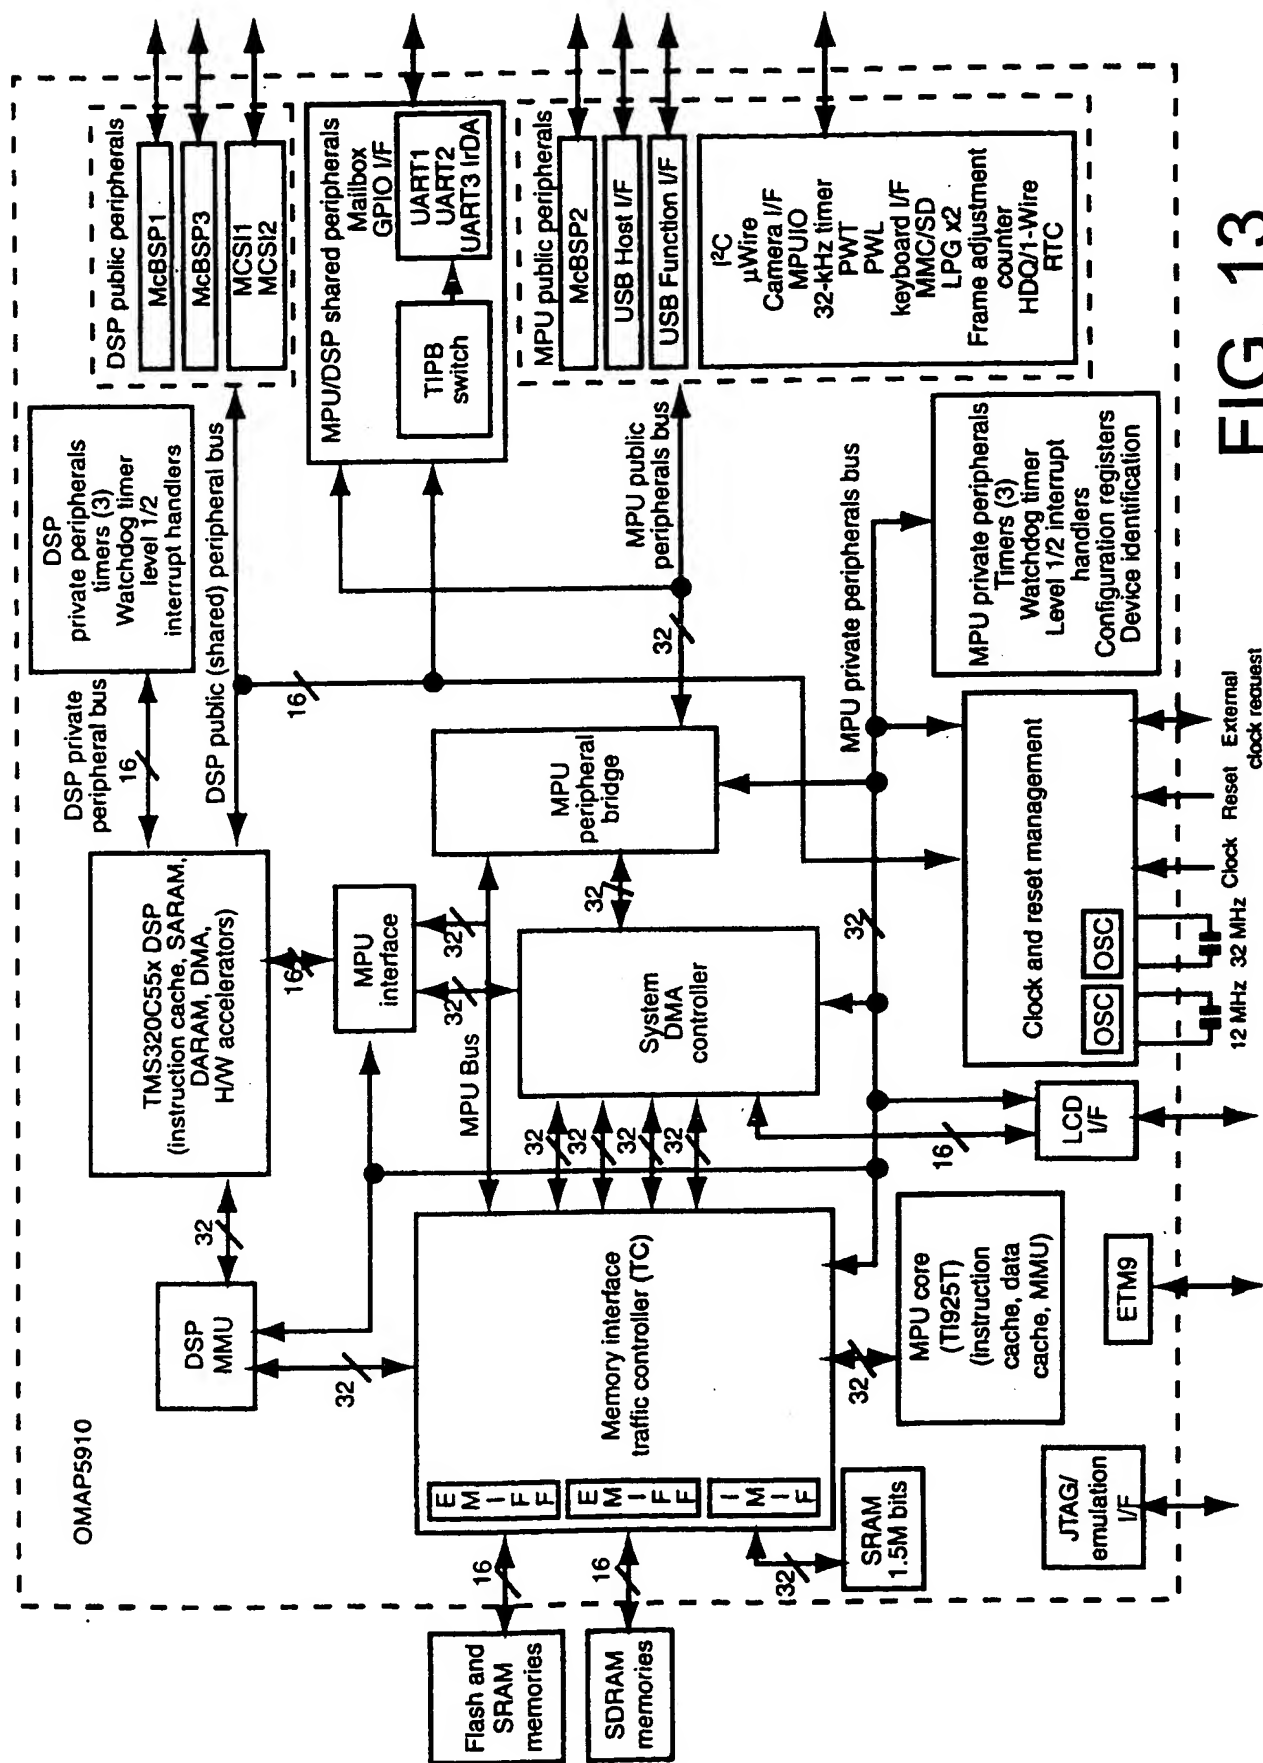 OMAP5910
Flash and
SRAM
memories
SDRAM
memories
16
16
E
M
I
F
F
E
M
I
F
F
I
M
I
F
32
SRAM
1.5M bits
JTAG/
emulation
I/F
ETM9
DSP
MMU
32
32
Memory interface
traffic controller (TC)
32
MPU core
(TI925T)
(instruction
cache, data
cache, MMU)
TMS320C55x DSP
(instruction cache, SARAM,
DARAM, DMA,
H/W accelerators)
16
MPU
interface
32
32
MPU Bus
32
32
32
32
System
DMA
controller
32
16
LCD
I/F
MPU
peripheral
bridge
32
32
DSP private
peripheral bus
16
DSP
private peripherals
timers (3)
Watchdog timer
level 1/2
interrupt handlers
DSP public (shared) peripheral bus
16
DSP public peripherals
McBSP1
McBSP3
MCSI1
MCSI2
MPU/DSP shared peripherals
Mailbox
GPIO I/F
TIPB
switch
UART1
UART2
UART3 IrDA
MPU public
peripherals bus
MPU public peripherals
McBSP2
USB Host I/F
USB Function I/F
I²C
µWire
Camera I/F
MPUIO
32-kHz timer
PWT
PWL
keyboard I/F
MMC/SD
LPG x2
Frame adjustment
counter
HDQ/1-Wire
RTC
MPU private peripherals bus
MPU private peripherals
Timers (3)
Watchdog timer
Level 1/2 interrupt
handlers
Configuration registers
Device identification
Clock and reset management
OSC
OSC
12 MHz
32 MHz
Clock
Reset
External
clock request
FIG 13